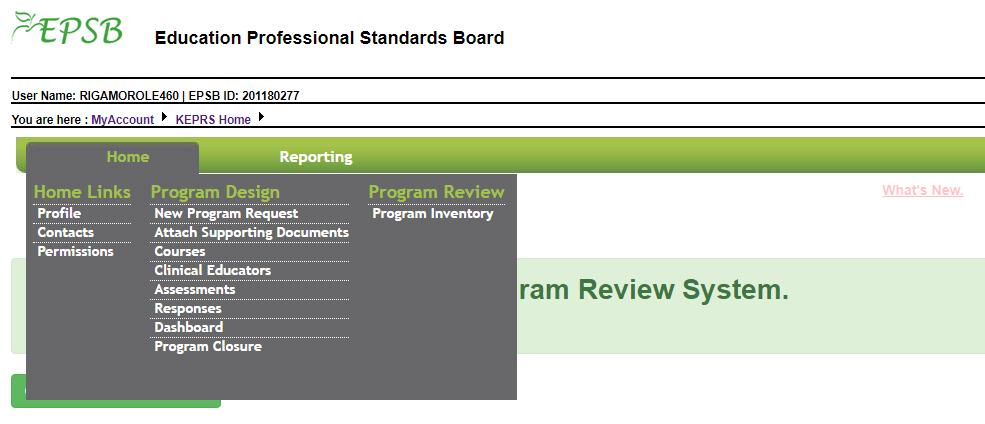 EPSB
Education Professional Standards Board
User Name: RIGAMOROLE460 | EPSB ID: 201180277
You are here : MyAccount KEPRS Home
Home Reporting
What's New.
Home Links
Profile
Contacts
Permissions
Program Design
New Program Request
Attach Supporting Documents
Courses
Clinical Educators
Assessments
Responses
Dashboard
Program Closure
Program Review
Program Inventory
ram Review System.